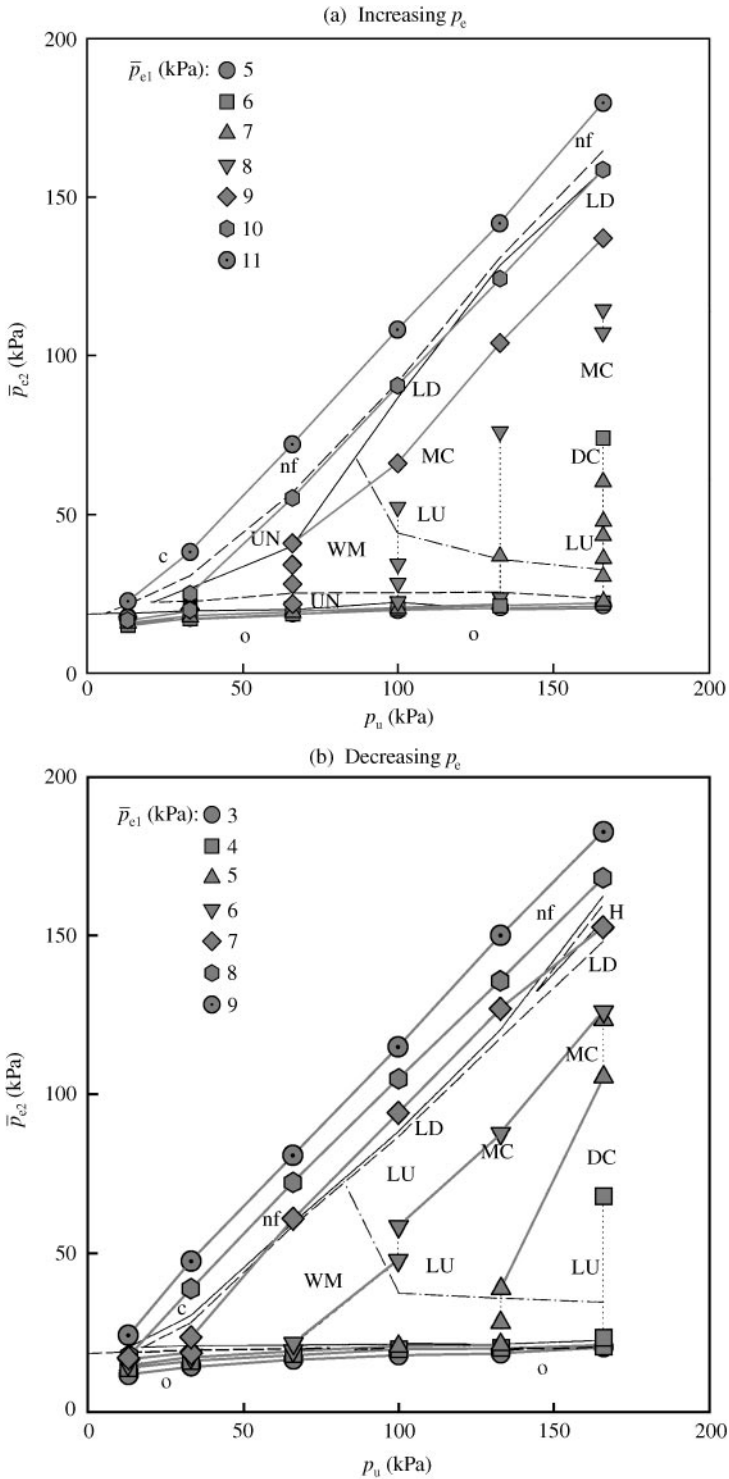 (a) Increasing pₑ
200
p̄ₑ₁ (kPa): 5
6
7
8
9
10
11
nf
LD
150
MC
p̄ₑ₂ (kPa)
100
LD
MC
DC
nf
50
LU
LU
c
UN
WM
UN
o
o
0
0
50
100
150
200
pᵤ (kPa)
(b) Decreasing pₑ
200
p̄ₑ₁ (kPa): 3
4
5
6
7
8
9
nf
H
150
LD
MC
p̄ₑ₂ (kPa)
100
LD
MC
DC
LU
nf
50
WM
LU
LU
c
o
o
0
0
50
100
150
200
pᵤ (kPa)